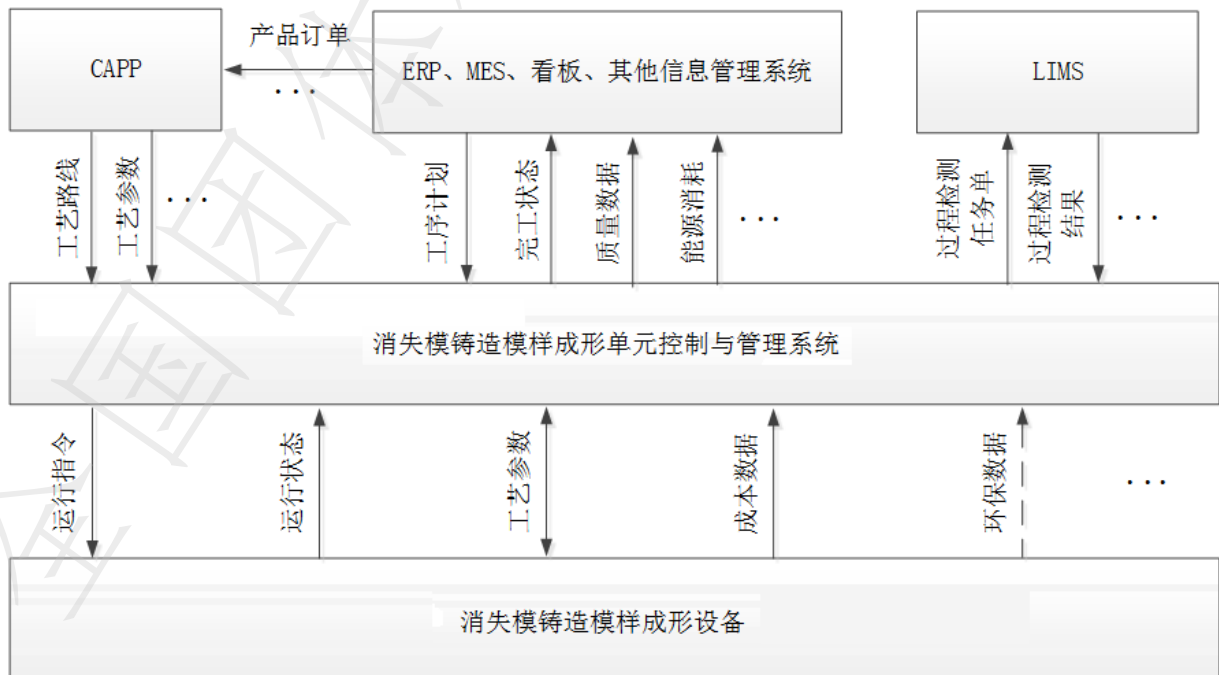 产品订单
CAPP
ERP、MES、看板、其他信息管理系统
LIMS
...
工艺路线
工艺参数
...
工序计划
完工状态
质量数据
能源消耗
...
过程检测
任务单
过程检测
结果
...
消失模铸造模样成形单元控制与管理系统
运行指令
运行状态
工艺参数
成本数据
环保数据
...
消失模铸造模样成形设备